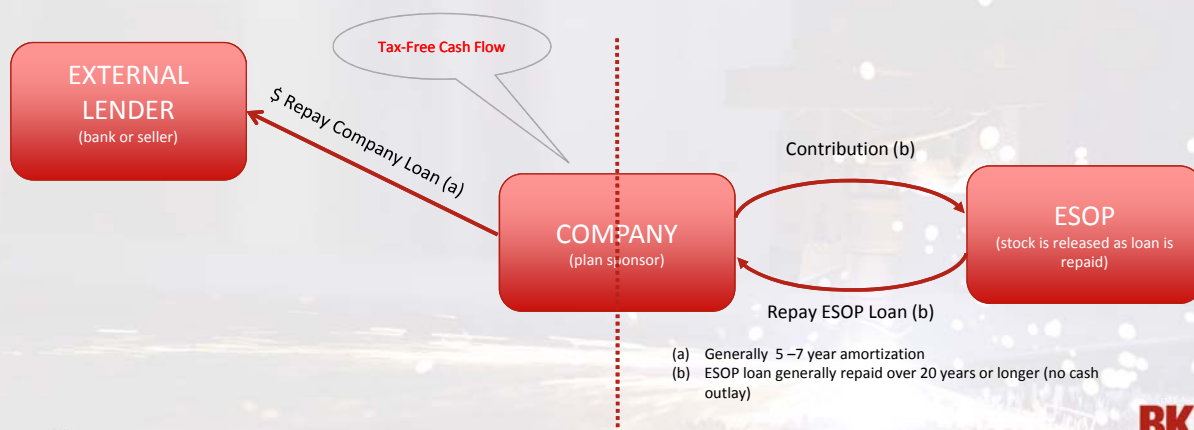 Tax-Free Cash Flow
EXTERNAL
LENDER
(bank or seller)
$ Repay Company Loan (a)
Contribution (b)
COMPANY
(plan sponsor)
ESOP
(stock is released as loan is
repaid)
Repay ESOP Loan (b)
(a) Generally 5 –7 year amortization
(b) ESOP loan generally repaid over 20 years or longer (no cash
outlay)
BK